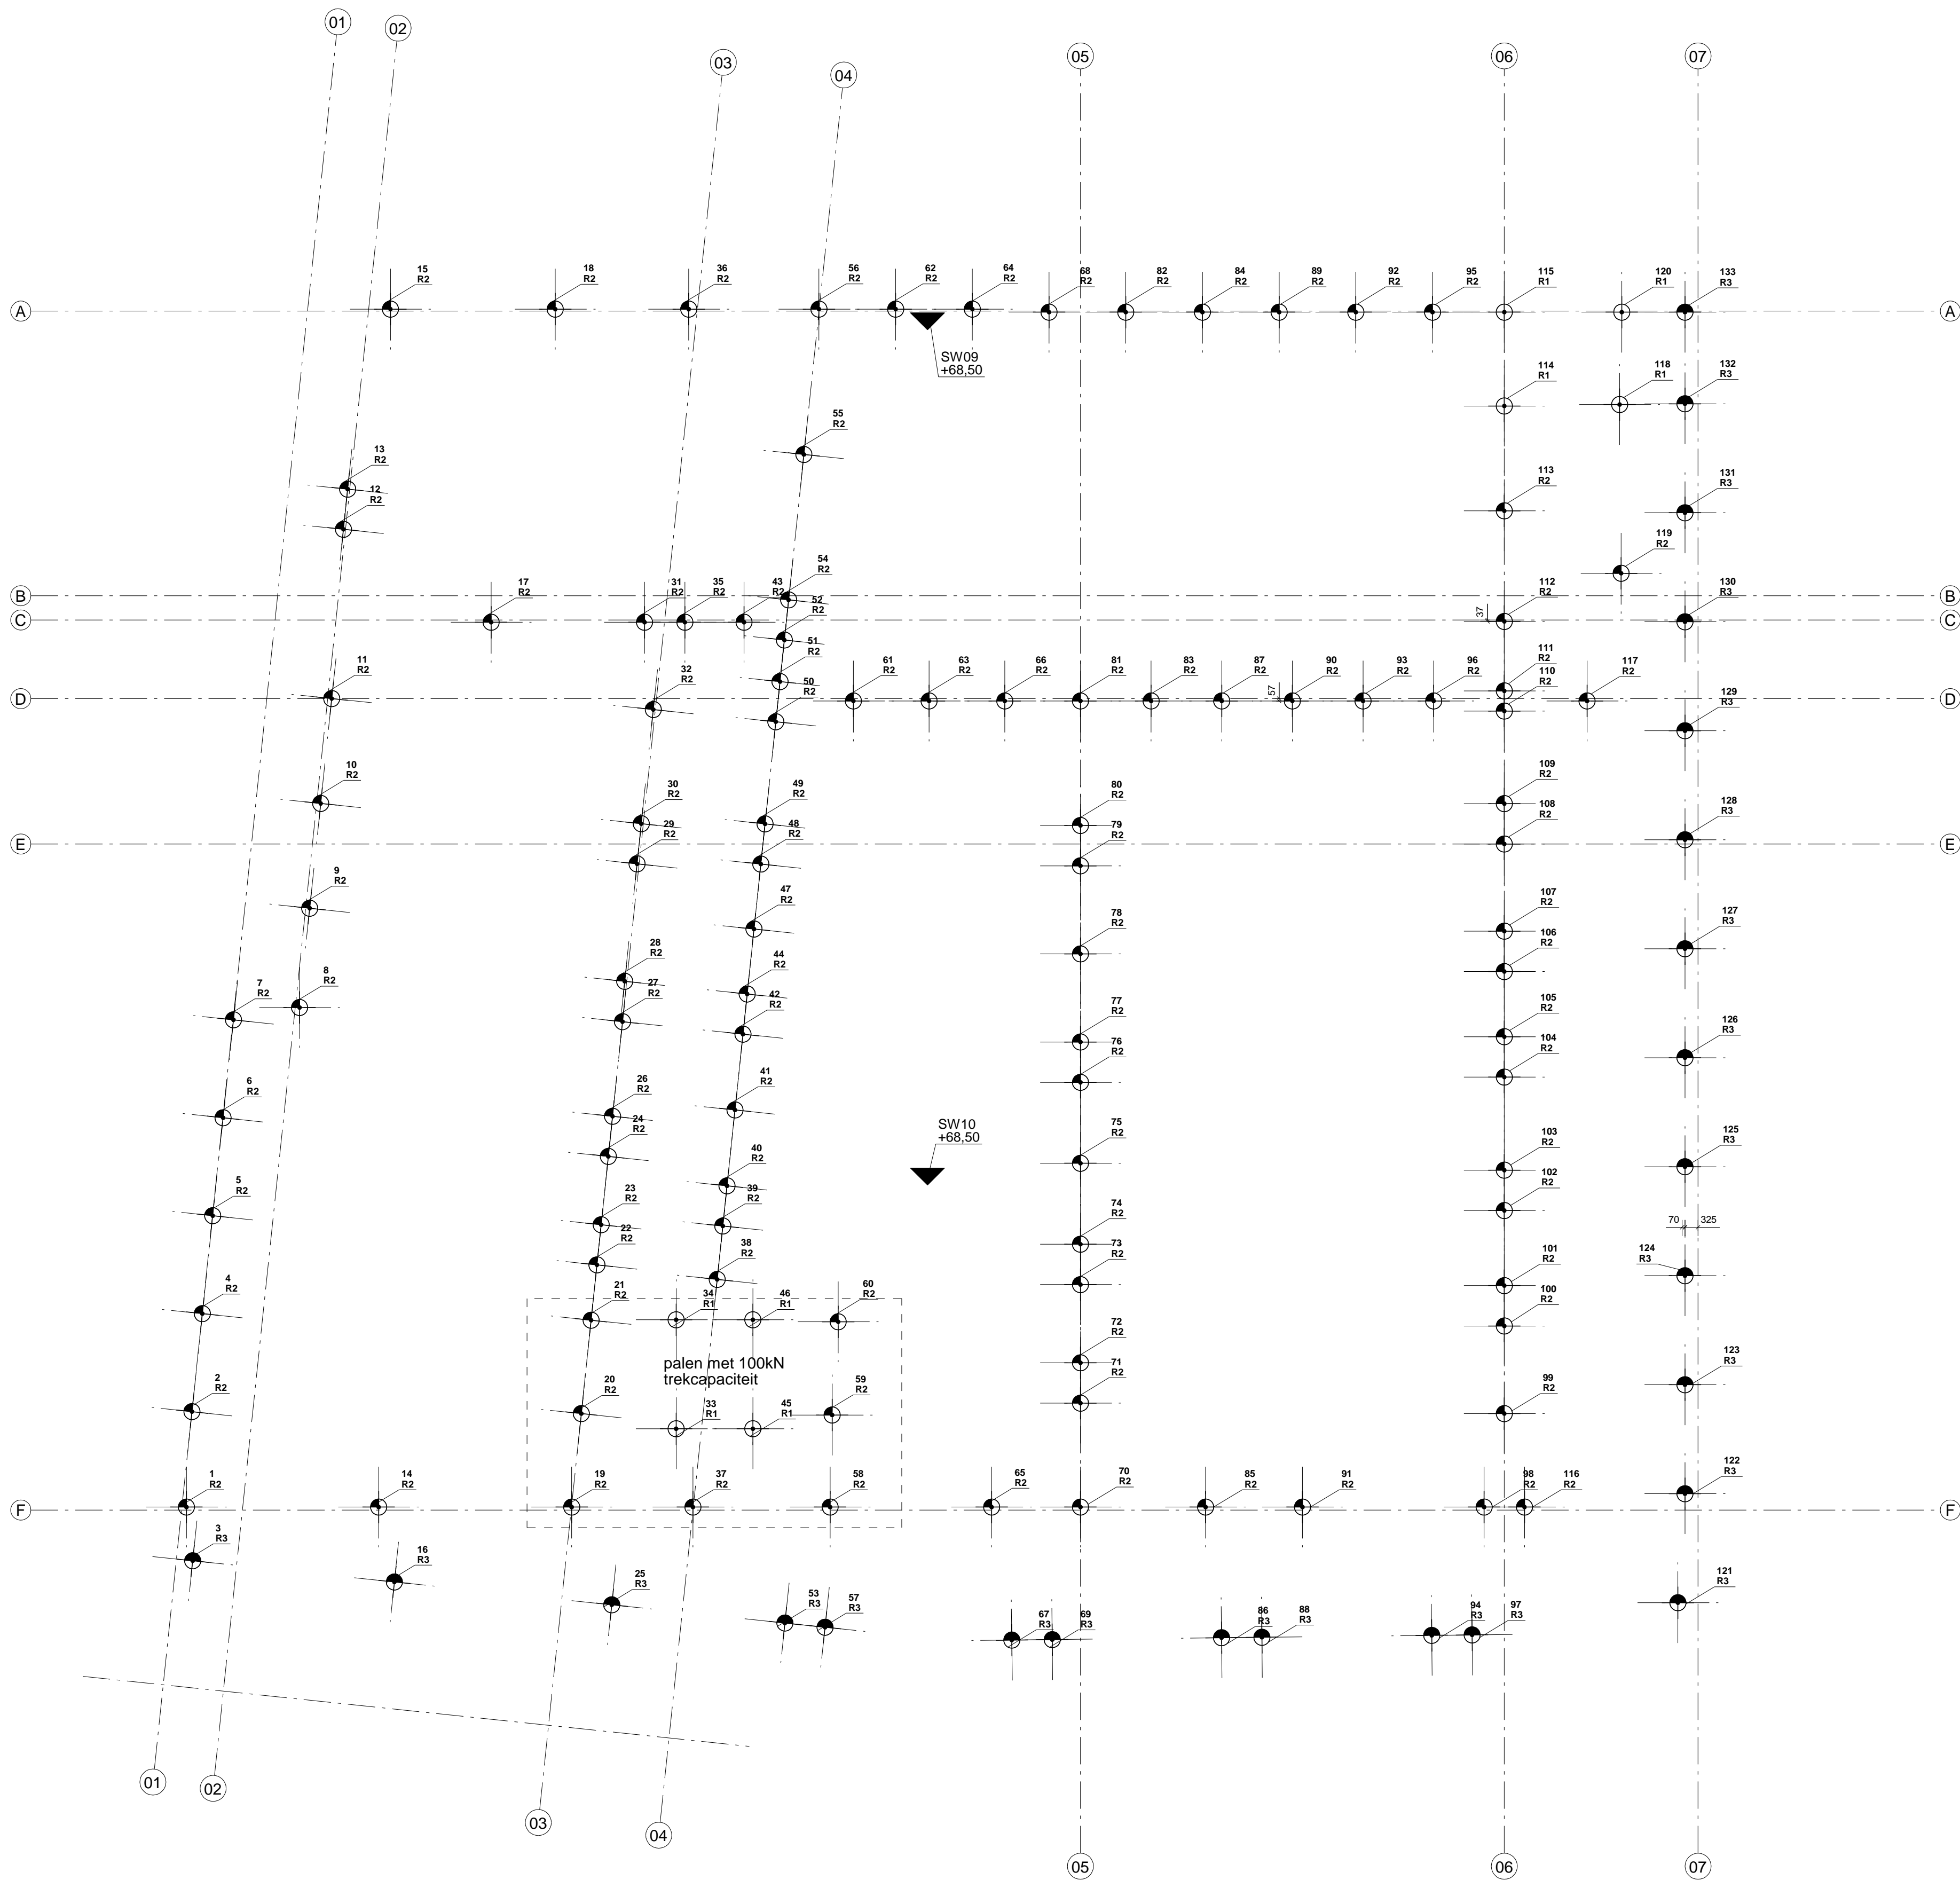 01
02
03
04
05
06
07
15
R2
18
R2
36
R2
56
R2
62
R2
64
R2
68
R2
82
R2
84
R2
89
R2
92
R2
95
R2
115
R1
120
R1
133
R3
A
A
SW09
+68,50
114
R1
118
R1
132
R3
55
R2
13
R2
12
R2
113
R2
131
R3
119
R2
54
R2
17
R2
31
R2
35
R2
43
R2
112
R2
130
R3
B
B
52
R2
37
C
C
51
R2
11
R2
32
R2
50
R2
61
R2
63
R2
66
R2
81
R2
83
R2
87
R2
57
90
R2
93
R2
96
R2
111
R2
110
R2
117
R2
129
R3
D
D
10
R2
30
R2
29
R2
49
R2
48
R2
80
R2
79
R2
109
R2
108
R2
128
R3
E
E
9
R2
47
R2
78
R2
107
R2
106
R2
127
R3
7
R2
8
R2
28
R2
27
R2
44
R2
42
R2
77
R2
76
R2
105
R2
104
R2
126
R3
6
R2
26
R2
24
R2
41
R2
SW10
+68,50
75
R2
103
R2
102
R2
125
R3
5
R2
23
R2
22
R2
40
R2
39
R2
74
R2
73
R2
70
325
124
R3
4
R2
21
R2
38
R2
34
R1
46
R1
60
R2
101
R2
100
R2
palen met 100kN
trekcapaciteit
72
R2
71
R2
123
R3
2
R2
20
R2
33
R1
45
R1
59
R2
99
R2
1
R2
14
R2
19
R2
37
R2
58
R2
65
R2
70
R2
85
R2
91
R2
98
R2
116
R2
122
R3
F
F
3
R3
16
R3
25
R3
53
R3
57
R3
67
R3
69
R3
86
R3
88
R3
94
R3
97
R3
121
R3
01
02
03
04
05
06
07